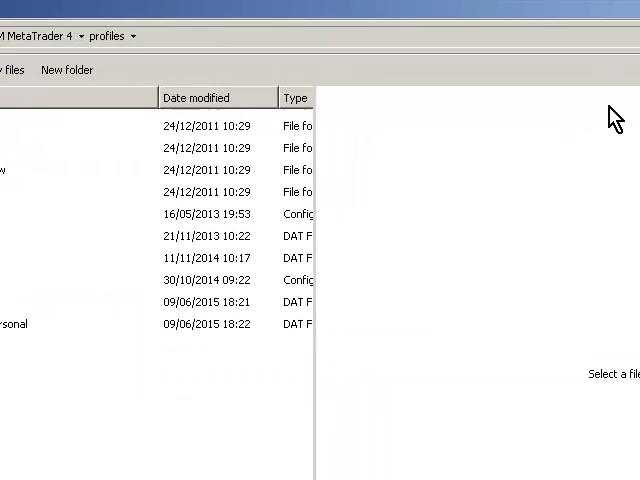 M MetaTrader 4 profiles
y files New folder
Date modified Type
24/12/2011 10:29 File fo
24/12/2011 10:29
w 24/12/2011 10:29 File fo
24/12/2011 10:29 File fo
16/05/2013 19:53 Config
21/11/2013 10:22 DAT F
11/11/2014 10:17 DAT F
30/10/2014 09:22 Config
09/06/2015 18:21 DAT F
rsonal 09/06/2015 18:22 DAT F
Select a file